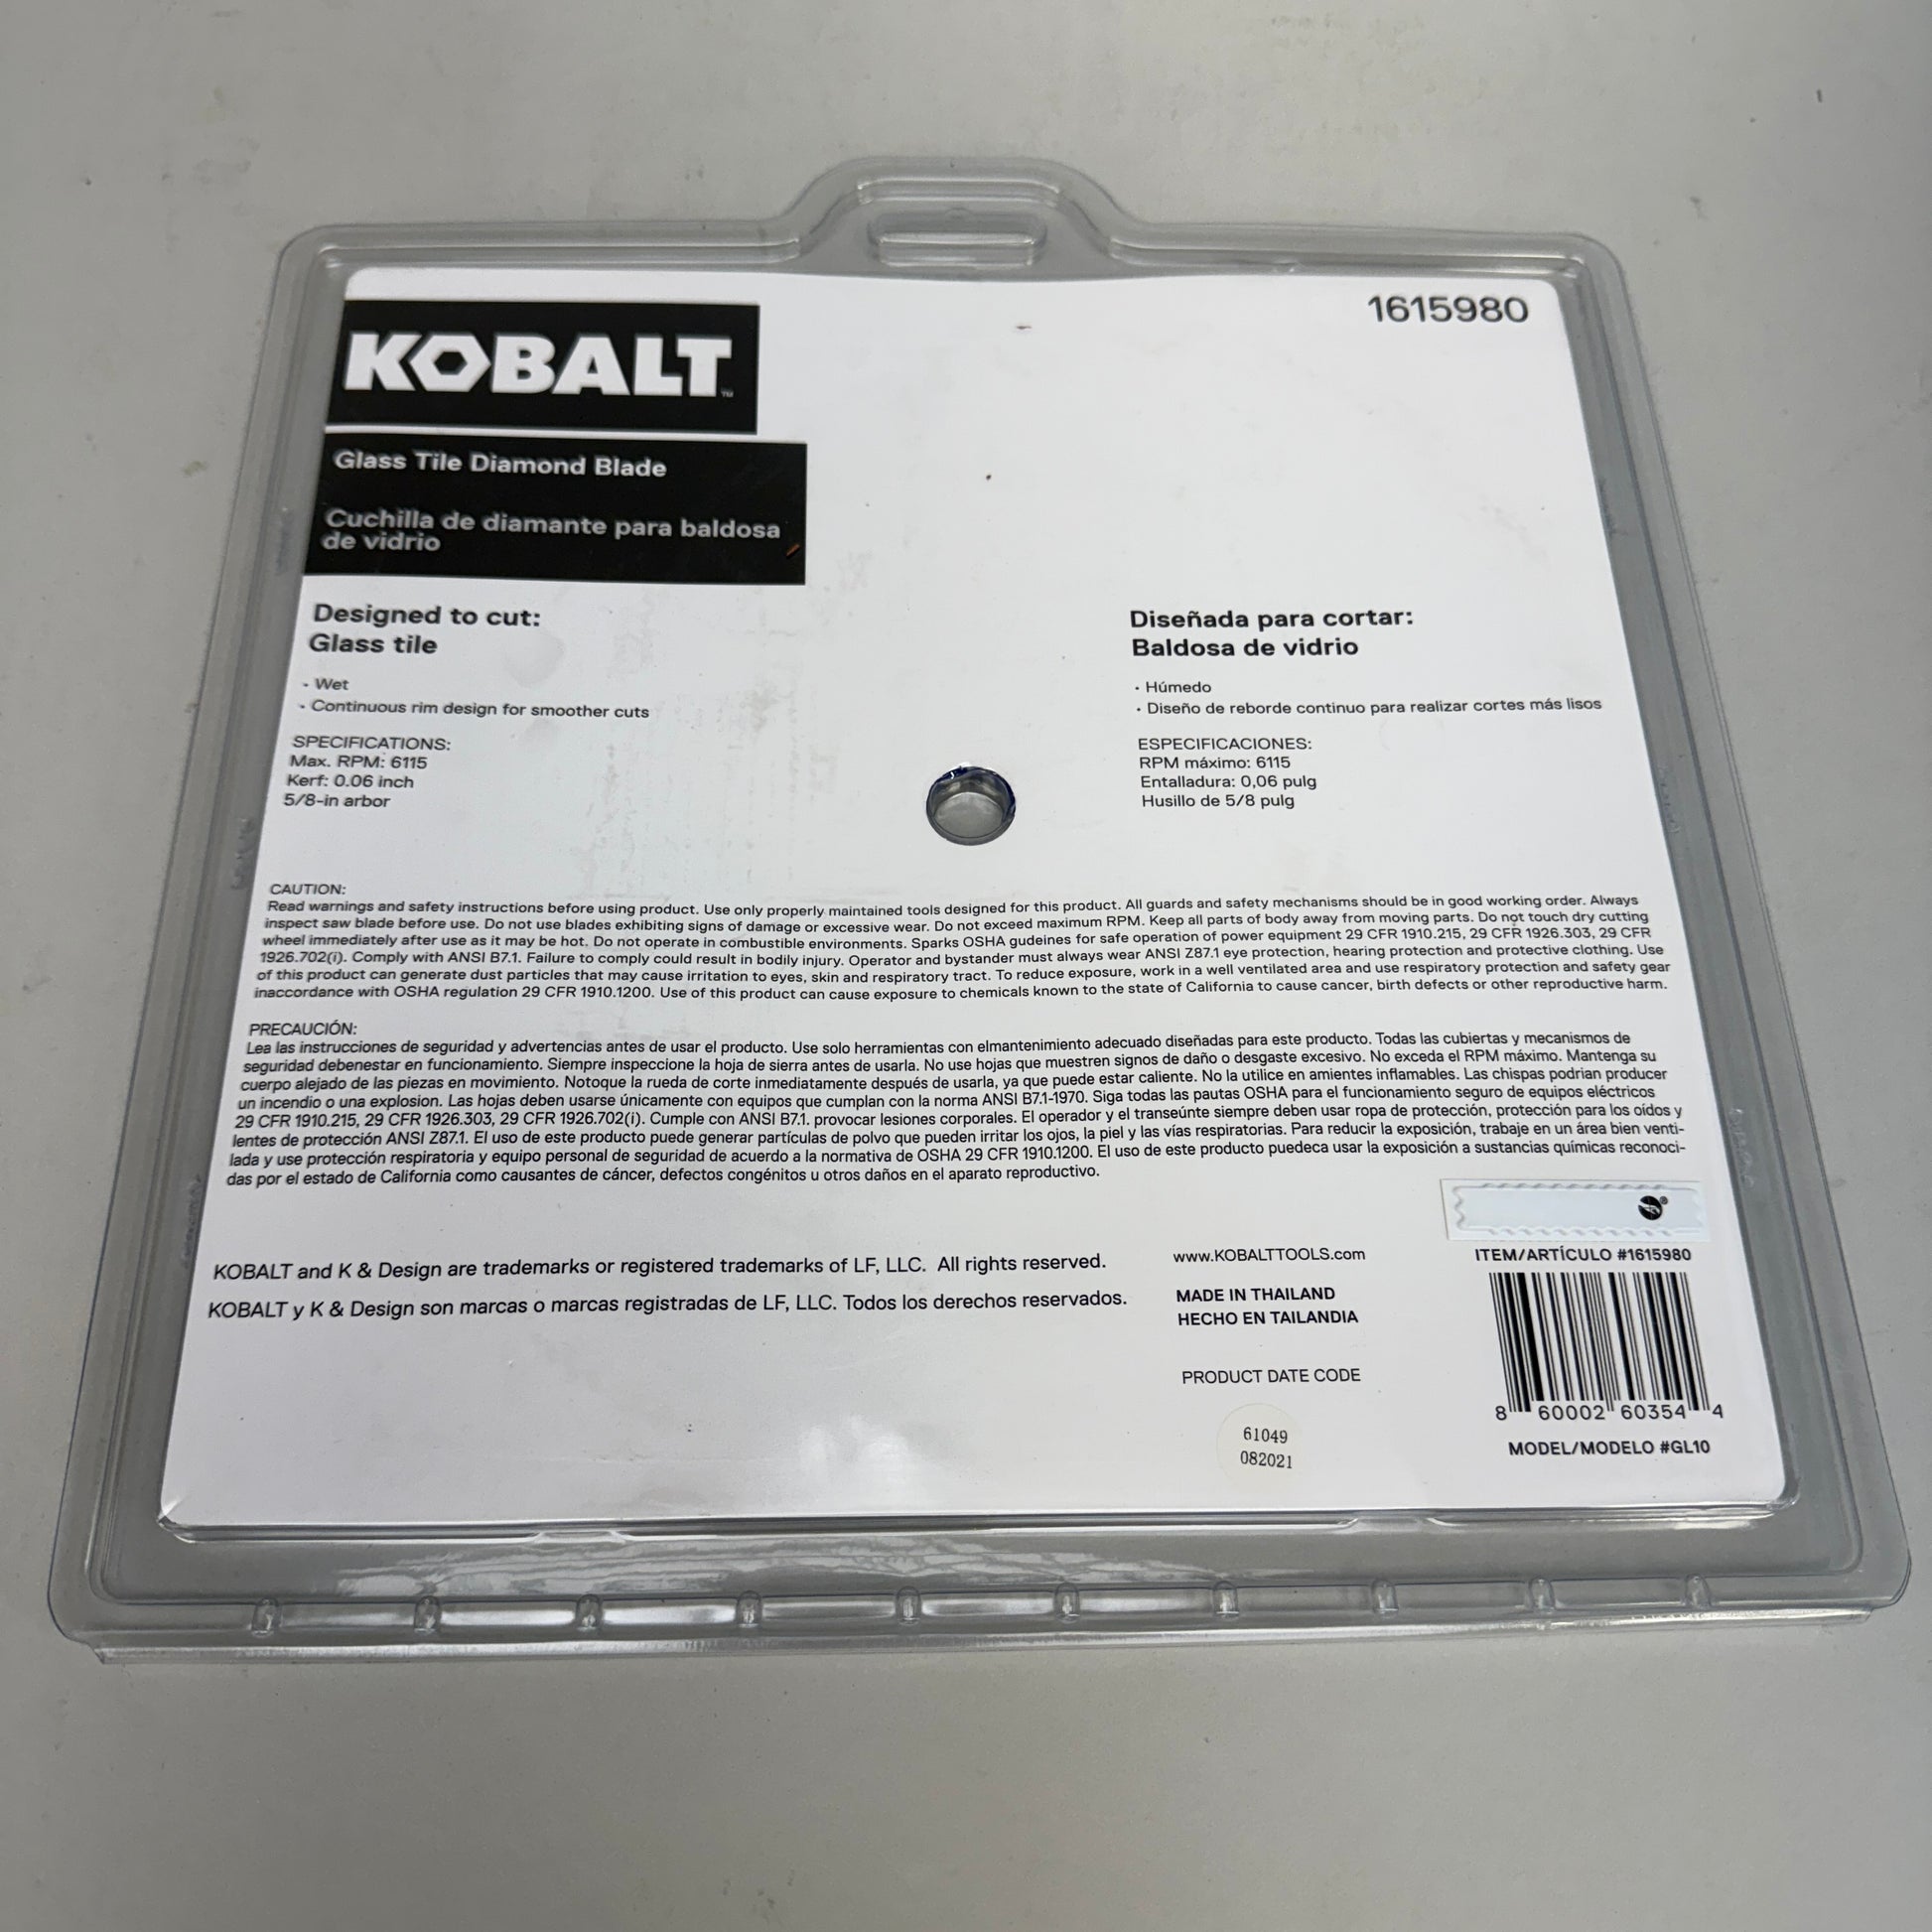 1615980
KOBALT™
Glass Tile Diamond Blade
Cuchilla de diamante para baldosa
de vidrio
Designed to cut:
Glass tile
• Wet
• Continuous rim design for smoother cuts
SPECIFICATIONS:
Max. RPM: 6115
Kerf: 0.06 inch
5/8-in arbor
Diseñada para cortar:
Baldosa de vidrio
• Húmedo
• Diseño de reborde continuo para realizar cortes más lisos
ESPECIFICACIONES:
RPM máximo: 6115
Entalladura: 0,06 pulg
Husillo de 5/8 pulg
CAUTION:
Read warnings and safety instructions before using product. Use only properly maintained tools designed for this product. All guards and safety mechanisms should be in good working order. Always
inspect saw blade before use. Do not use blades exhibiting signs of damage or excessive wear. Do not exceed maximum RPM. Keep all parts of body away from moving parts. Do not touch dry cutting
wheel immediately after use as it may be hot. Do not operate in combustible environments. Sparks OSHA gudeines for safe operation of power equipment 29 CFR 1910.215, 29 CFR 1926.303, 29 CFR
1926.702(i). Comply with ANSI B7.1. Failure to comply could result in bodily injury. Operator and bystander must always wear ANSI Z87.1 eye protection, hearing protection and protective clothing. Use
of this product can generate dust particles that may cause irritation to eyes, skin and respiratory tract. To reduce exposure, work in a well ventilated area and use respiratory protection and safety gear
inaccordance with OSHA regulation 29 CFR 1910.1200. Use of this product can cause exposure to chemicals known to the state of California to cause cancer, birth defects or other reproductive harm.
PRECAUCIÓN:
Lea las instrucciones de seguridad y advertencias antes de usar el producto. Use solo herramientas con elmantenimiento adecuado diseñadas para este producto. Todas las cubiertas y mecanismos de
seguridad debenestar en funcionamiento. Siempre inspeccione la hoja de sierra antes de usarla. No use hojas que muestren signos de daño o desgaste excesivo. No exceda el RPM máximo. Mantenga su
cuerpo alejado de las piezas en movimiento. Notoque la rueda de corte inmediatamente después de usarla, ya que puede estar caliente. No la utilice en amientes inflamables. Las chispas podrian producer
un incendio o una explosion. Las hojas deben usarse únicamente con equipos que cumplan con la norma ANSI B7.1-1970. Siga todas las pautas OSHA para el funcionamiento seguro de equipos eléctricos
29 CFR 1910.215, 29 CFR 1926.303, 29 CFR 1926.702(i). Cumple con ANSI B7.1. provocar lesiones corporales. El operador y el transeúnte siempre deben usar ropa de protección, protección para los oídos y
lentes de protección ANSI Z87.1. El uso de este producto puede generar partículas de polvo que pueden irritar los ojos, la piel y las vías respiratorias. Para reducir la exposición, trabaje en un área bien venti-
lada y use protección respiratoria y equipo personal de seguridad de acuerdo a la normativa de OSHA 29 CFR 1910.1200. El uso de este producto puedeca usar la exposición a sustancias químicas reconoci-
das por el estado de California como causantes de cáncer, defectos congénitos u otros daños en el aparato reproductivo.
KOBALT and K & Design are trademarks or registered trademarks of LF, LLC. All rights reserved.
KOBALT y K & Design son marcas o marcas registradas de LF, LLC. Todos los derechos reservados.
www.KOBALTTOOLS.com
MADE IN THAILAND
HECHO EN TAILANDIA
PRODUCT DATE CODE
61049
082021
ITEM/ARTÍCULO #1615980
8 60002 60354 4
MODEL/MODELO #GL10